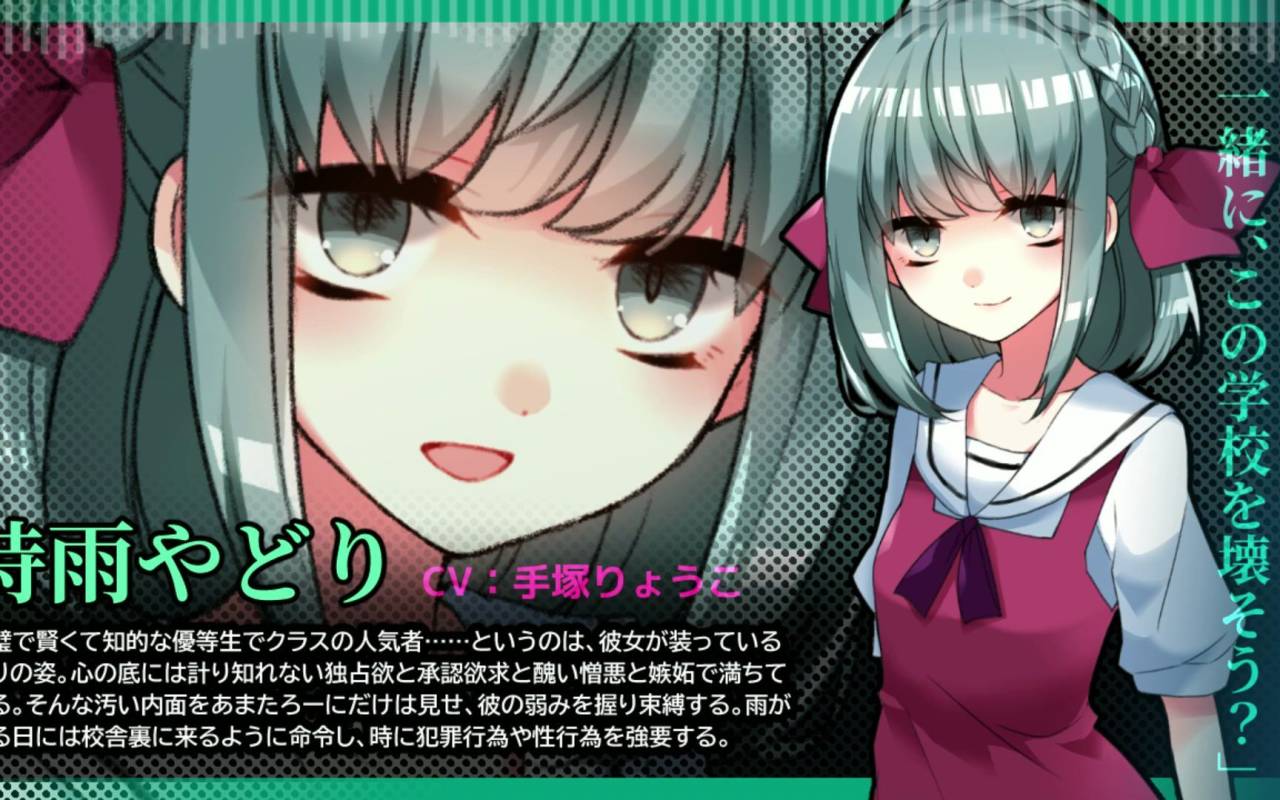 一緒に、この学校を壊そう?」
時雨やどり
CV:手塚りょうこ
璧で賢くて知的な優等生でクラスの人気者……というのは、彼女が装っている
りの姿。心の底には計り知れない独占欲と承認欲求と醜い憎悪と嫉妬で満ちて
る。そんな汚い内面をあまたろーにだけは見せ、彼の弱みを握り束縛する。雨が
る日には校舎裏に来るように命令し、時に犯罪行為や性行為を強要する。